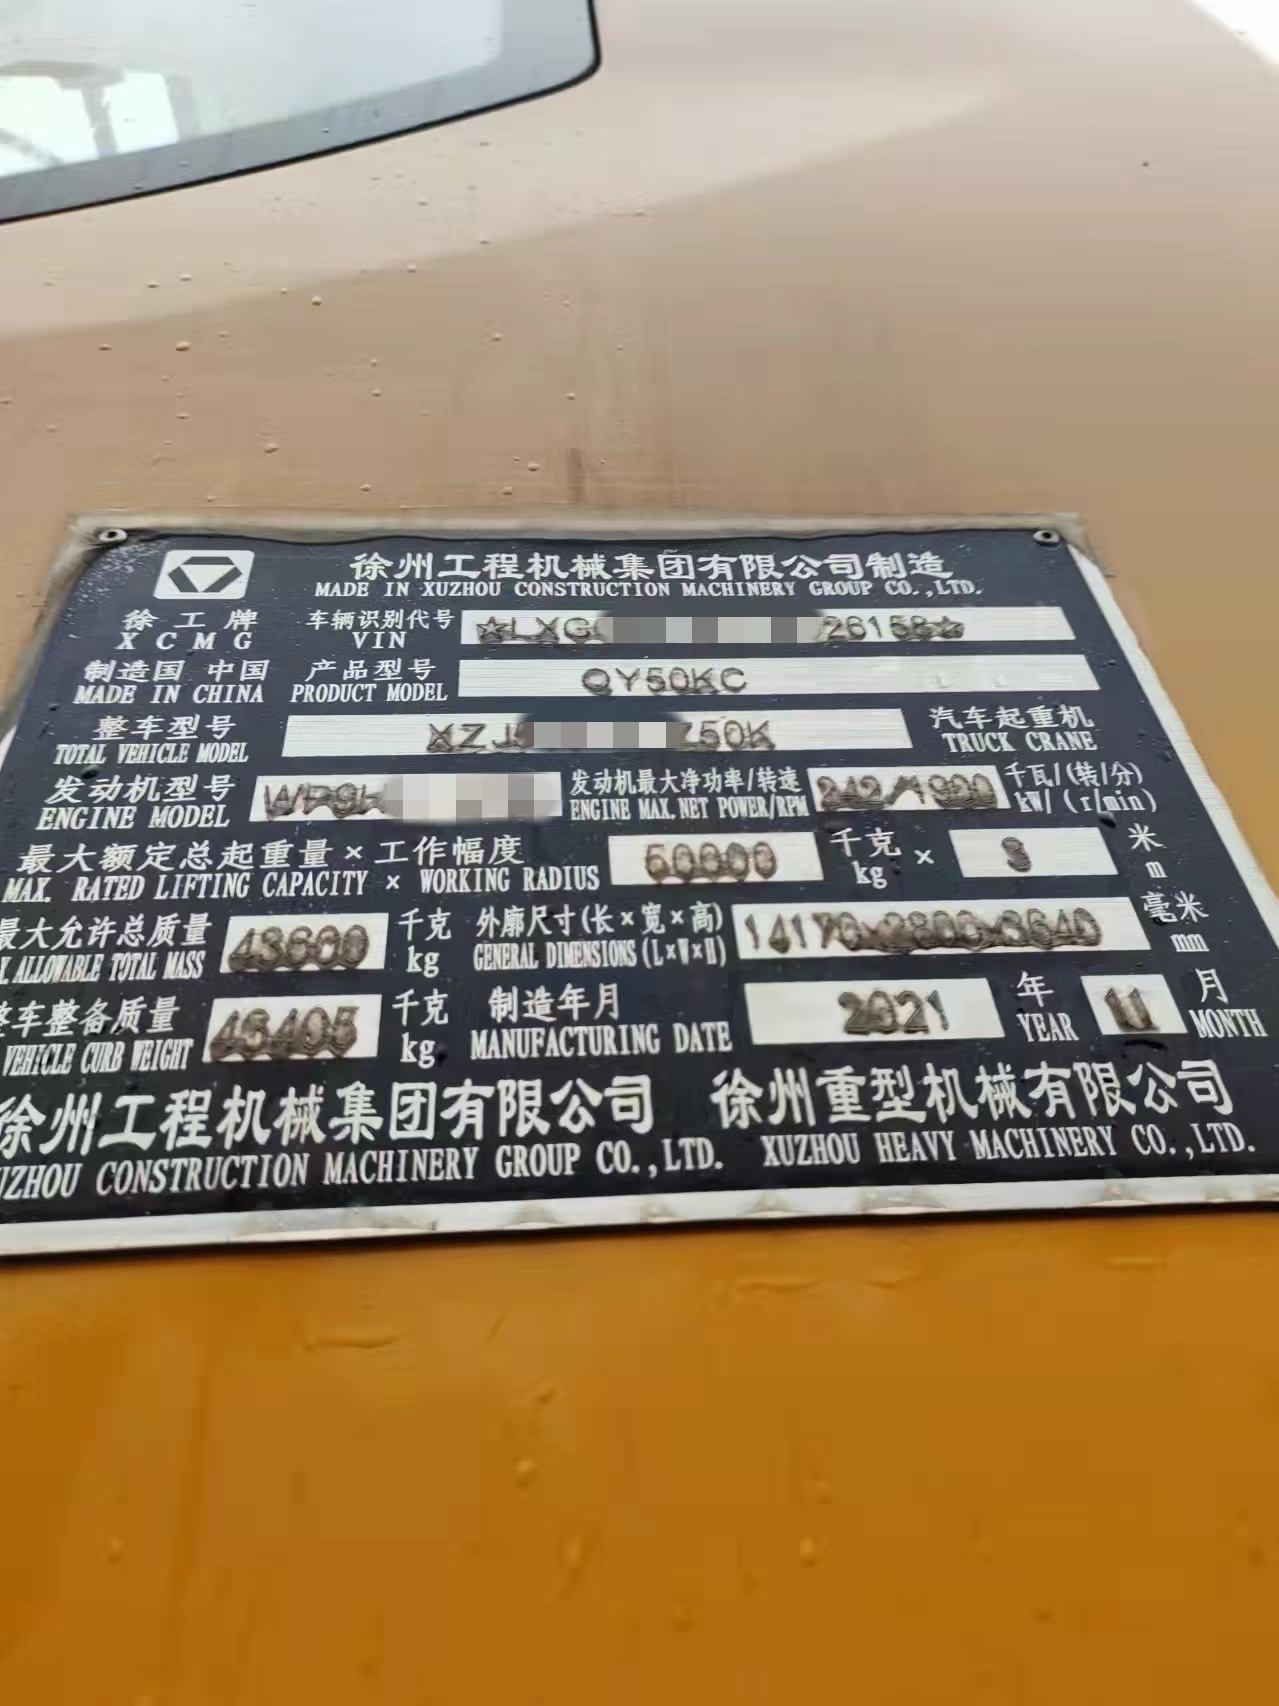 徐州工程机械集团有限公司制造
MADE IN XUZHOU CONSTRUCTION MACHINERY GROUP CO.,LTD.
徐工牌 车辆识别代号 ☆LXG 26158☆
XCMG VIN
制造国 中国 产品型号 QY50KC
MADE IN CHINA PRODUCT MODEL
整车型号 XZJ Z50K 汽车起重机
TOTAL VEHICLE MODEL TRUCK CRANE
发动机型号 WP9H 发动机最大净功率/转速 242/1900 千瓦/(转/分)
ENGINE MODEL ENGINE MAX.NET POWER/RPM kW/(r/min)
最大额定总起重量×工作幅度 千克 × 3 米
MAX. RATED LIFTING CAPACITY × WORKING RADIUS kg m
最大允许总质量 千克 外廓尺寸(长×宽×高) 毫米
ALLOWABLE TOTAL MASS kg GENERAL DIMENSIONS(L×W×H) mm
整车整备质量 千克 制造年月 2021 年 11 月
VEHICLE CURB WEIGHT kg MANUFACTURING DATE YEAR MONTH
徐州工程机械集团有限公司 徐州重型机械有限公司
UZHOU CONSTRUCTION MACHINERY GROUP CO.,LTD. XUZHOU HEAVY MACHINERY CO.,LTD.